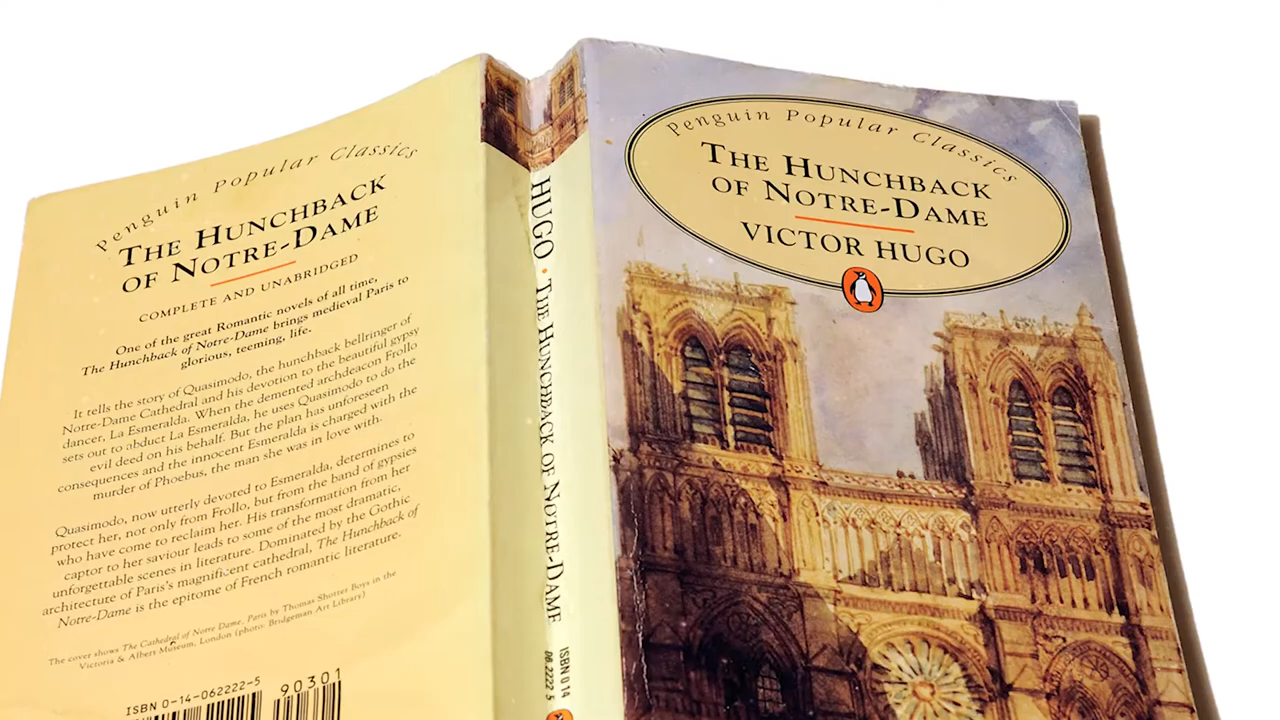 Penguin Popular Classics
THE HUNCHBACK
OF NOTRE-DAME
COMPLETE AND UNABRIDGED
One of the great Romantic novels of all time,
The Hunchback of Notre-Dame brings medieval Paris to
glorious, teeming, life.
It tells the story of Quasimodo, the hunchback bellringer of
Notre-Dame Cathedral and his devotion to the beautiful gypsy
dancer, La Esmeralda. When the demented archdeacon Frollo
sets out to abduct La Esmeralda, he uses Quasimodo to do the
evil deed on his behalf. But the plan has unforeseen
consequences and the innocent Esmeralda is charged with the
murder of Phoebus, the man she was in love with.
Quasimodo, now utterly devoted to Esmeralda, determines to
protect her, not only from Frollo, but from the band of gypsies
who have come to reclaim her. His transformation from her
captor to her saviour leads to some of the most dramatic,
unforgettable scenes in literature. Dominated by the Gothic
architecture of Paris's magnificent cathedral, The Hunchback of
Notre-Dame is the epitome of French romantic literature.
The cover shows The Cathedral of Notre Dame, Paris by Thomas Shotter Boys in the
Victoria & Albert Museum, London (photo: Bridgeman Art Library)
ISBN 0-14-062222-5
90301
HUGO · THE HUNCHBACK OF NOTRE-DAME
ISBN 0 14
06.2222 5
Penguin Popular Classics
THE HUNCHBACK
OF NOTRE-DAME
VICTOR HUGO